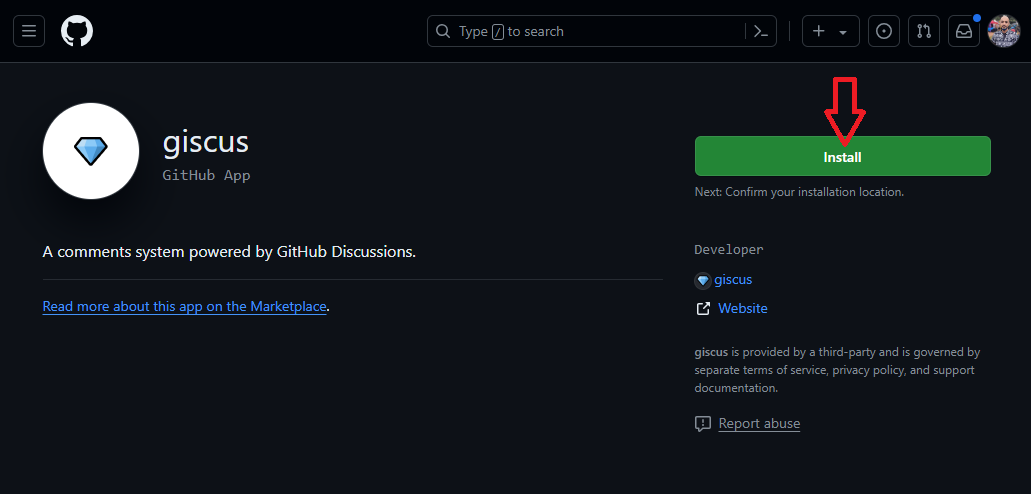 Type / to search
giscus
GitHub App
Install
Next: Confirm your installation location.
A comments system powered by GitHub Discussions.
Read more about this app on the Marketplace.
Developer
giscus
Website
giscus is provided by a third-party and is governed by
separate terms of service, privacy policy, and support
documentation.
Report abuse